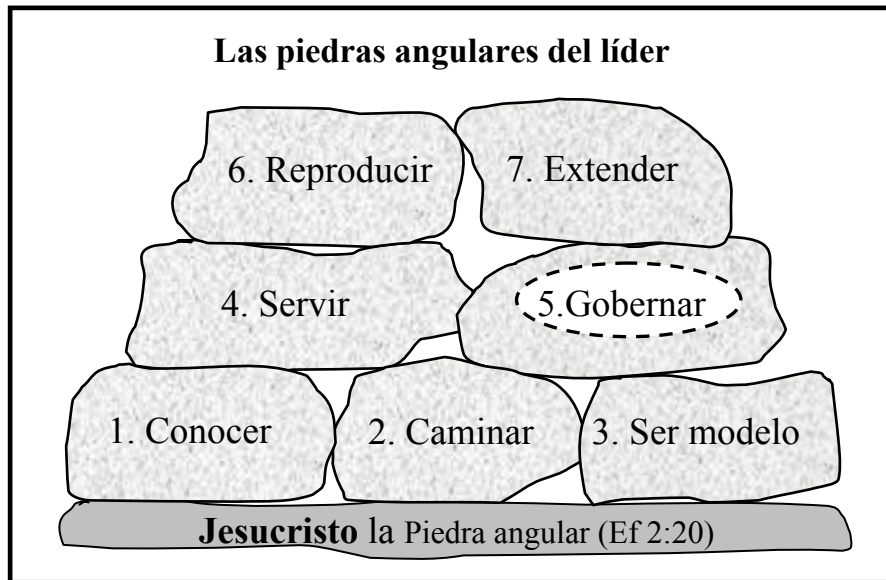 Las piedras angulares del líder
6. Reproducir
7. Extender
4. Servir
5.Gobernar
1. Conocer
2. Caminar
3. Ser modelo
Jesucristo la Piedra angular (Ef 2:20)